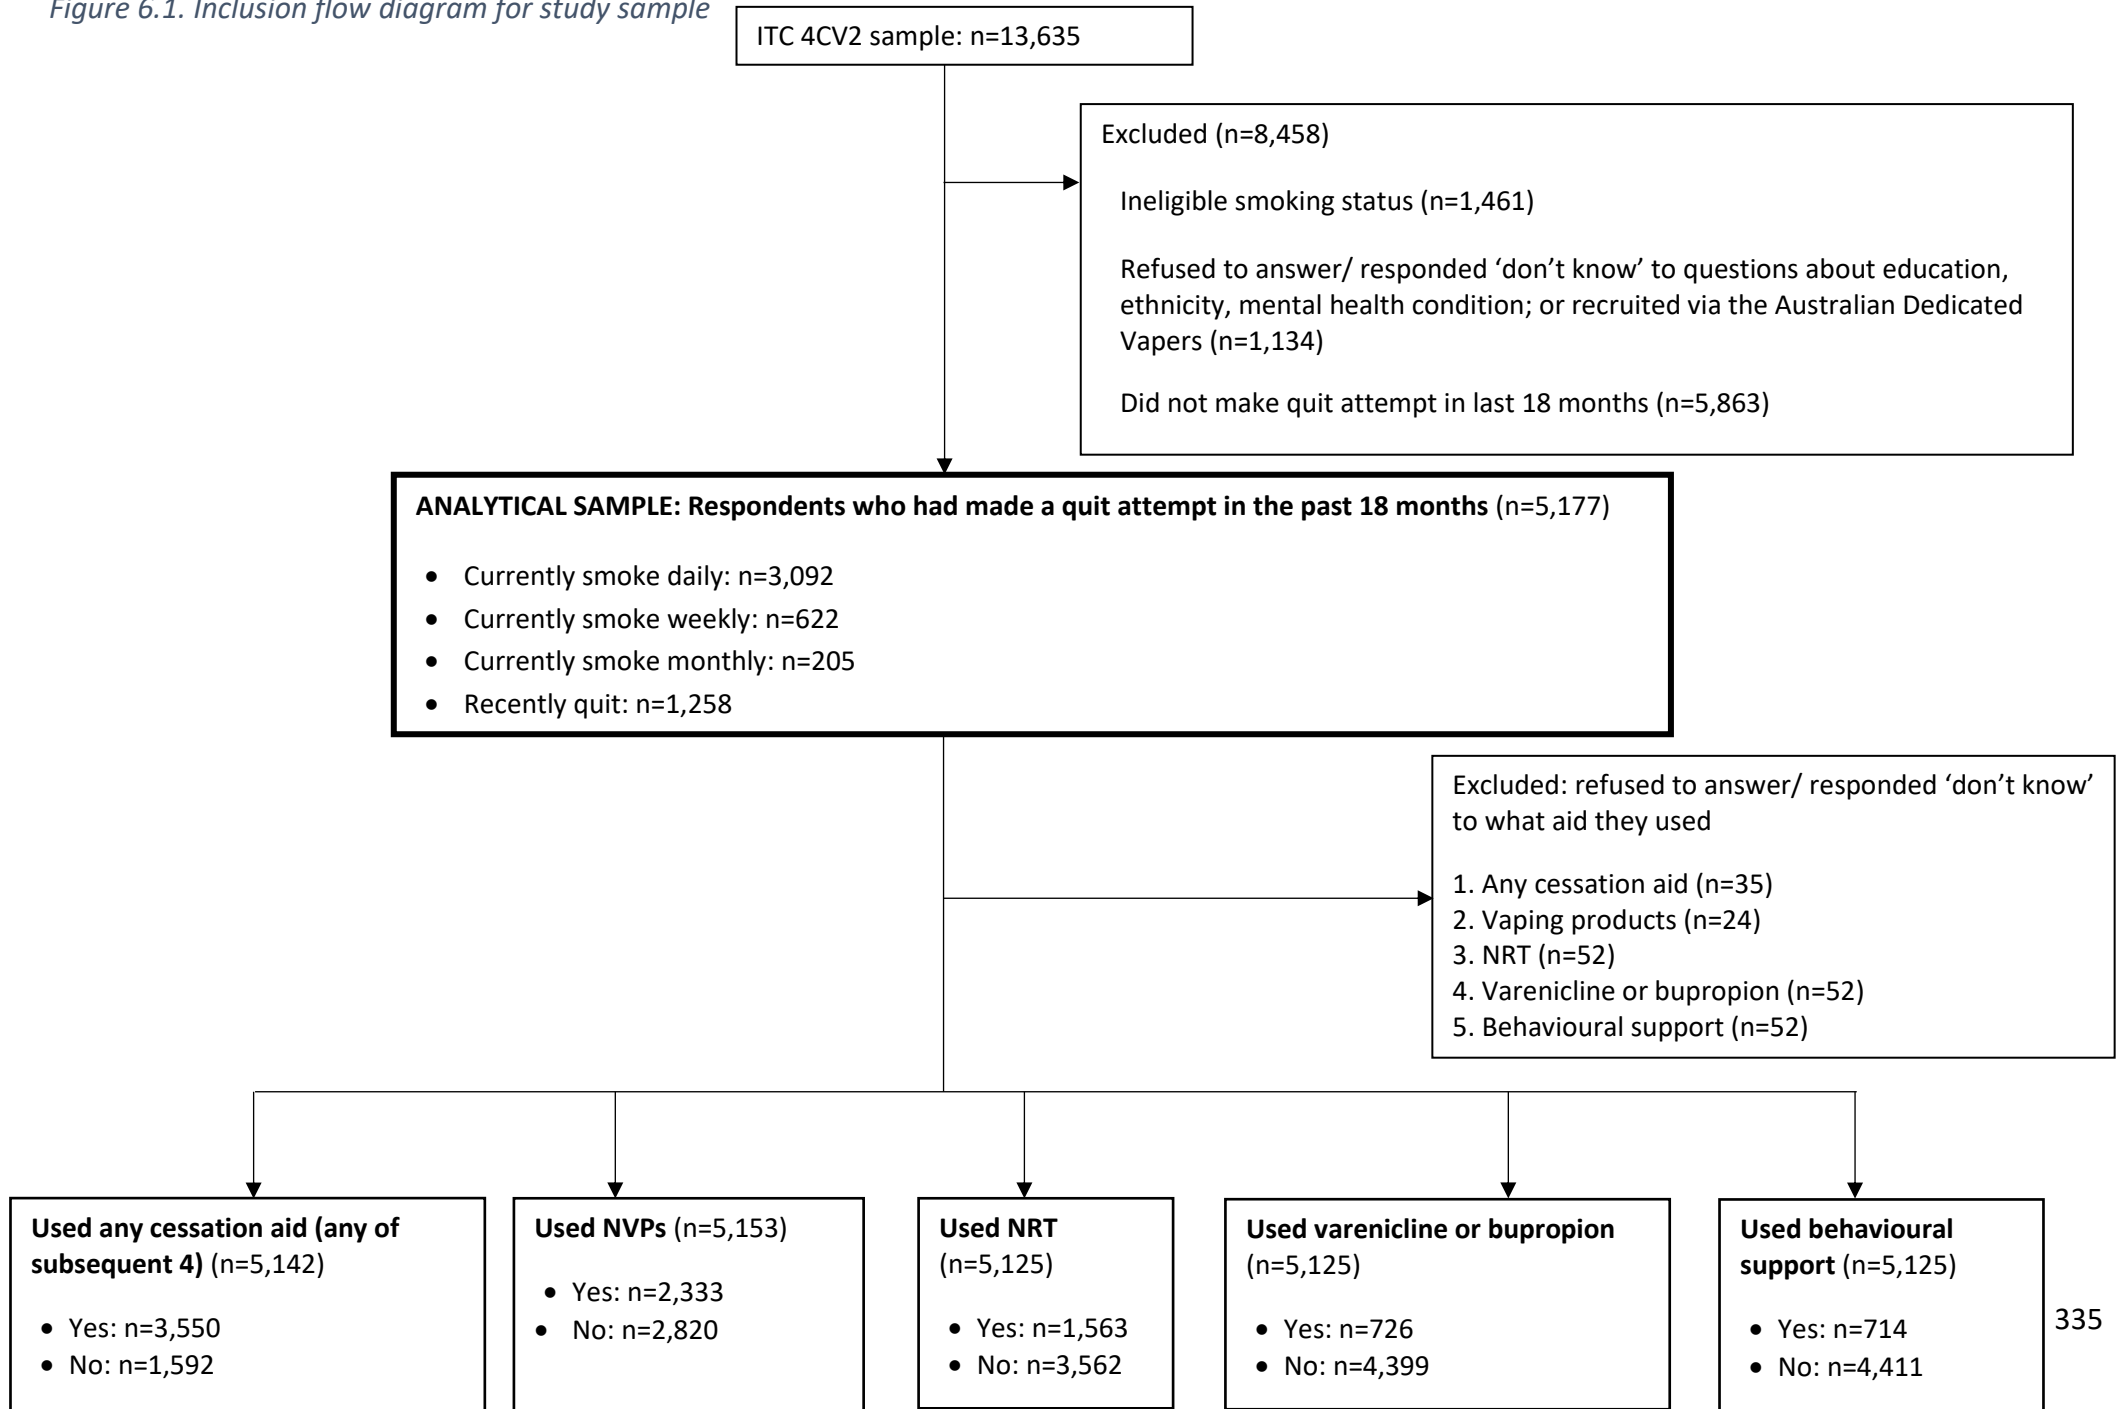 Figure 6.1. Inclusion flow diagram for study sample
ITC 4CV2 sample: n=13,635
Excluded (n=8,458)
Ineligible smoking status (n=1,461)
Refused to answer/ responded ‘don’t know’ to questions about education,
ethnicity, mental health condition; or recruited via the Australian Dedicated
Vapers (n=1,134)
Did not make quit attempt in last 18 months (n=5,863)
ANALYTICAL SAMPLE: Respondents who had made a quit attempt in the past 18 months (n=5,177)
• Currently smoke daily: n=3,092
• Currently smoke weekly: n=622
• Currently smoke monthly: n=205
• Recently quit: n=1,258
Excluded: refused to answer/ responded ‘don’t know’
to what aid they used
1. Any cessation aid (n=35)
2. Vaping products (n=24)
3. NRT (n=52)
4. Varenicline or bupropion (n=52)
5. Behavioural support (n=52)
Used any cessation aid (any of
subsequent 4) (n=5,142)
• Yes: n=3,550
• No: n=1,592
Used NVPs (n=5,153)
• Yes: n=2,333
• No: n=2,820
Used NRT
(n=5,125)
• Yes: n=1,563
• No: n=3,562
Used varenicline or bupropion
(n=5,125)
• Yes: n=726
• No: n=4,399
Used behavioural
support (n=5,125)
• Yes: n=714
• No: n=4,411
335